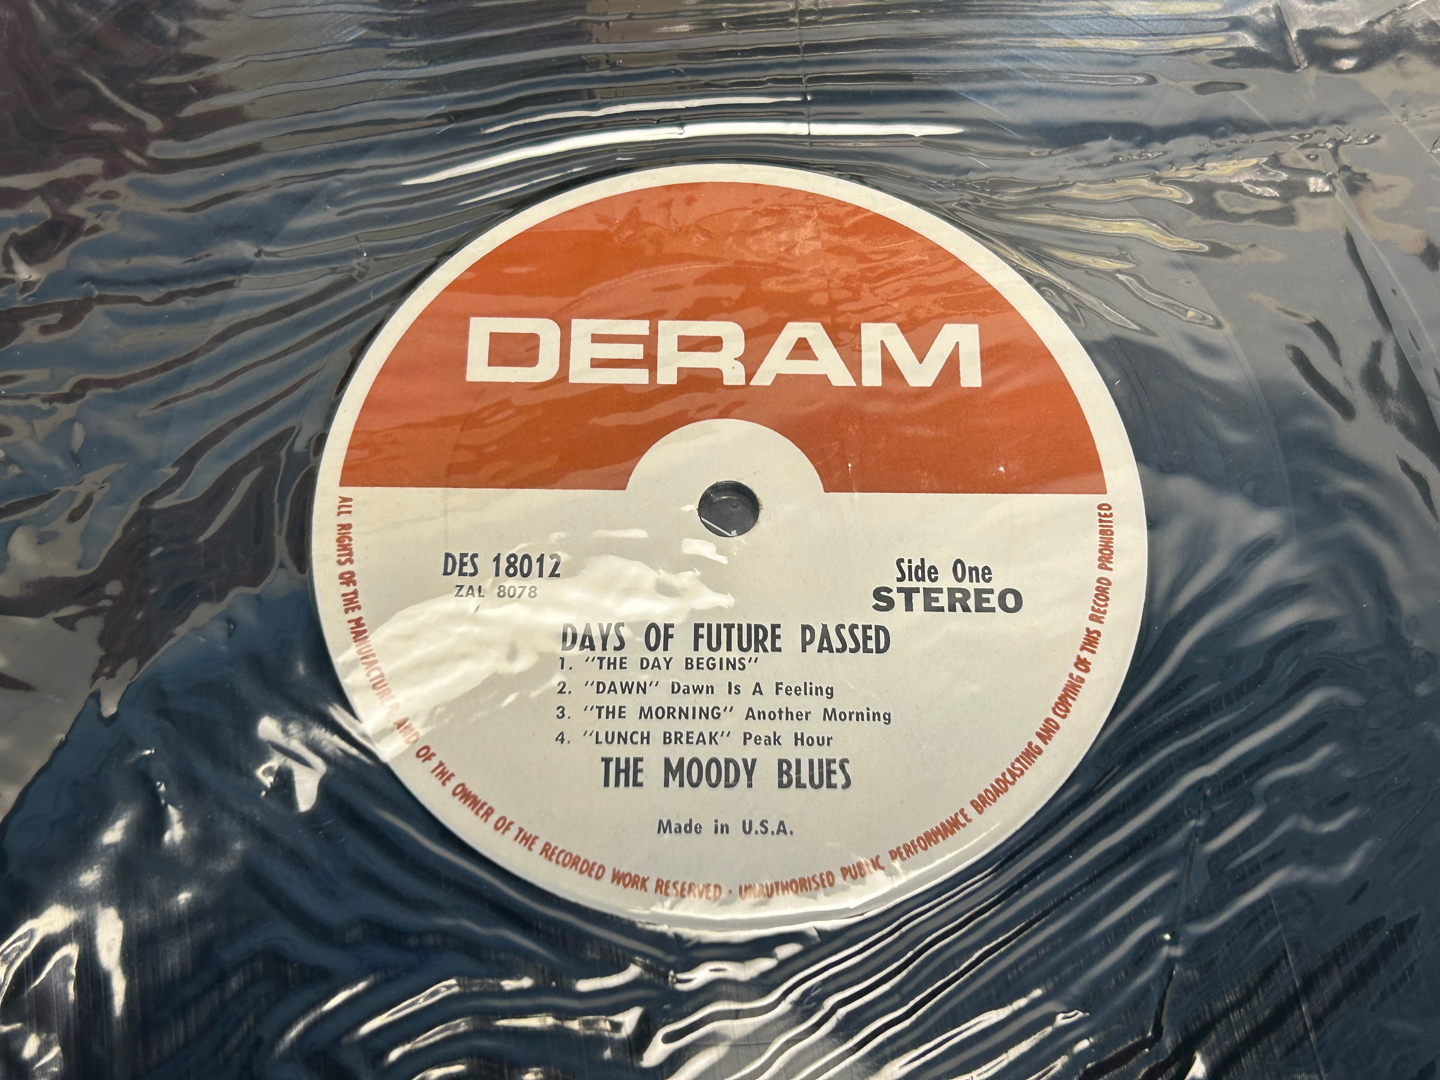 DERAM
DES 18012
ZAL 8078
Side One
STEREO
DAYS OF FUTURE PASSED
1. "THE DAY BEGINS"
2. "DAWN" Dawn Is A Feeling
3. "THE MORNING" Another Morning
4. "LUNCH BREAK" Peak Hour
THE MOODY BLUES
Made in U.S.A.
ALL RIGHTS OF THE MANUFACTURER AND OF THE OWNER OF THE RECORDED WORK RESERVED · UNAUTHORISED PUBLIC PERFORMANCE BROADCASTING AND COPYING OF THIS RECORD PROHIBITED